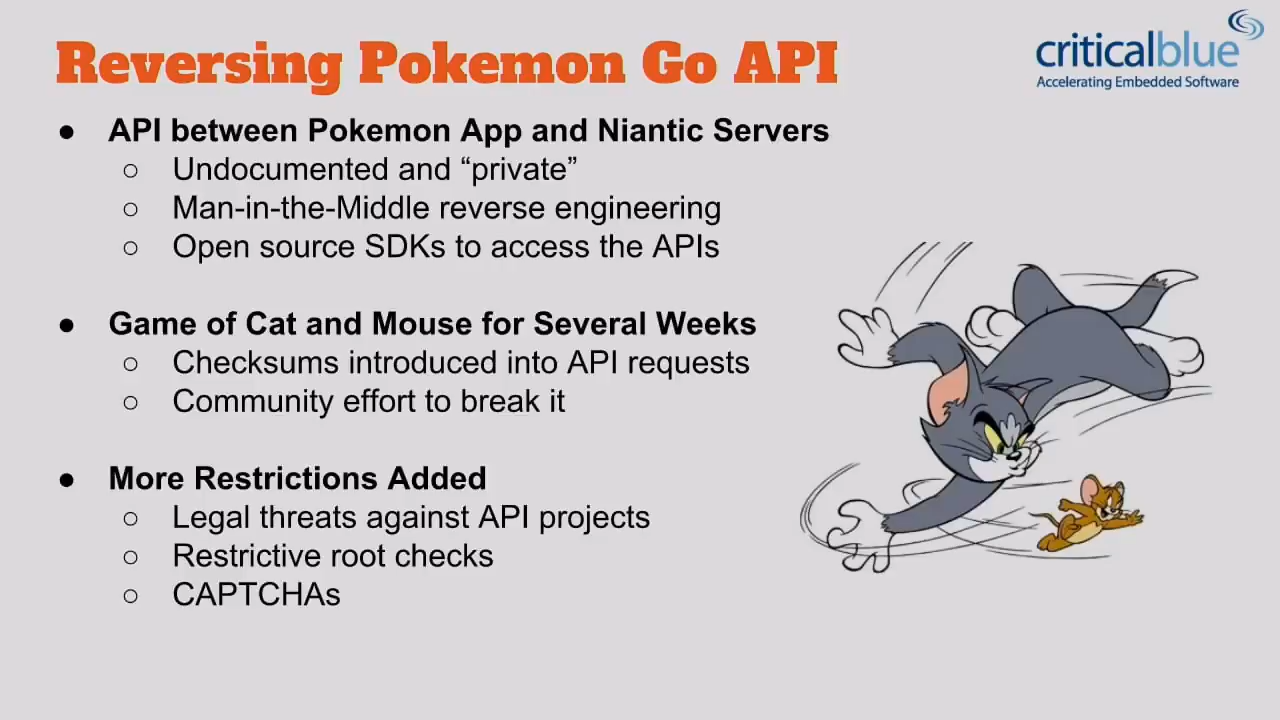 Reversing Pokemon Go API
criticalblue
Accelerating Embedded Software
● API between Pokemon App and Niantic Servers
○ Undocumented and “private”
○ Man-in-the-Middle reverse engineering
○ Open source SDKs to access the APIs
● Game of Cat and Mouse for Several Weeks
○ Checksums introduced into API requests
○ Community effort to break it
● More Restrictions Added
○ Legal threats against API projects
○ Restrictive root checks
○ CAPTCHAs